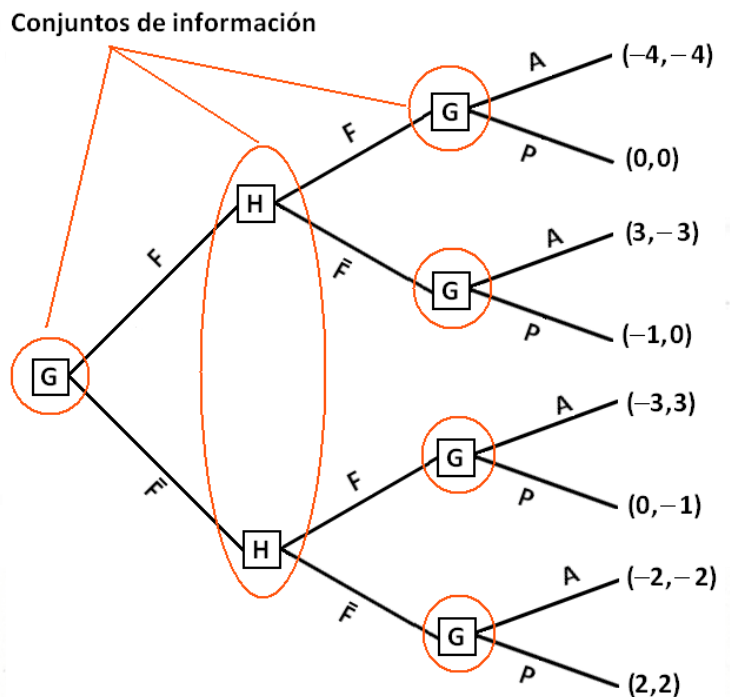 Conjuntos de información
A
(−4,−4)
G
F
P
(0,0)
H
A
(3,−3)
F
F̄
G
P
(−1,0)
G
A
(−3,3)
F̄
F
G
P
(0,−1)
H
A
(−2,−2)
F̄
G
P
(2,2)